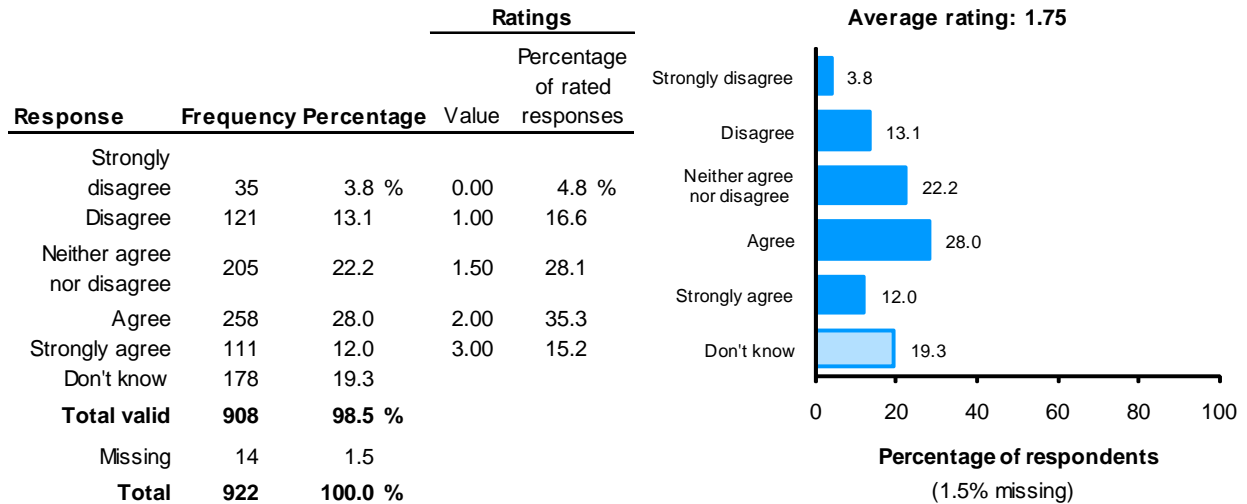 Ratings
Response Frequency Percentage Value Percentage of rated responses
Strongly disagree 35 3.8 % 0.00 4.8 %
Disagree 121 13.1 1.00 16.6
Neither agree nor disagree 205 22.2 1.50 28.1
Agree 258 28.0 2.00 35.3
Strongly agree 111 12.0 3.00 15.2
Don't know 178 19.3
Total valid 908 98.5 %
Missing 14 1.5
Total 922 100.0 %
Average rating: 1.75
Strongly disagree 3.8
Disagree 13.1
Neither agree
nor disagree 22.2
Agree 28.0
Strongly agree 12.0
Don't know 19.3
0 20 40 60 80 100
Percentage of respondents
(1.5% missing)